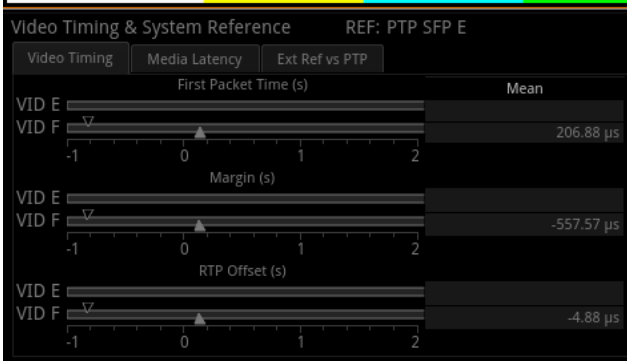 Video Timing & System Reference REF: PTP SFP E
Video Timing Media Latency Ext Ref vs PTP
First Packet Time (s) Mean
VID E
VID F 206.88 µs
-1 0 1 2
Margin (s)
VID E
VID F -557.57 µs
-1 0 1 2
RTP Offset (s)
VID E
VID F -4.88 µs
-1 0 1 2